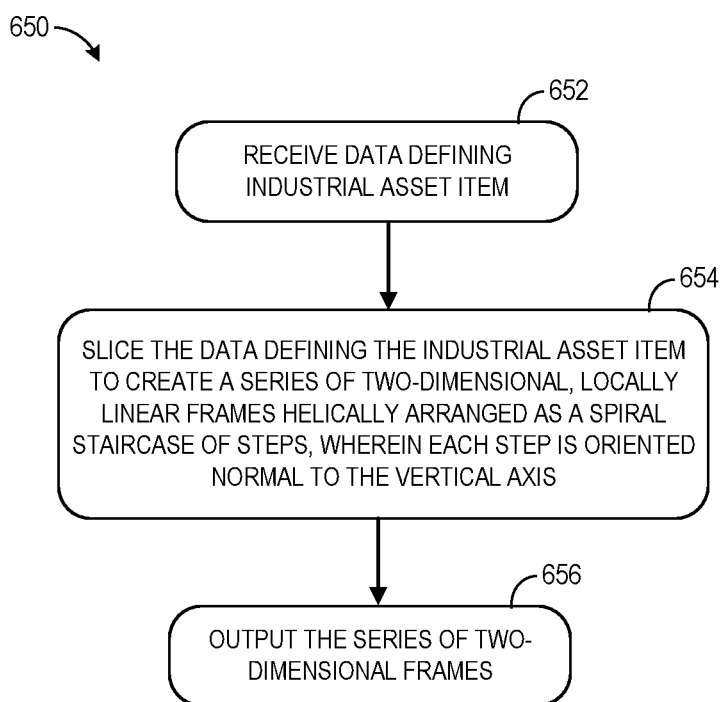 650
652
RECEIVE DATA DEFINING
INDUSTRIAL ASSET ITEM
654
SLICE THE DATA DEFINING THE INDUSTRIAL ASSET ITEM
TO CREATE A SERIES OF TWO-DIMENSIONAL, LOCALLY
LINEAR FRAMES HELICALLY ARRANGED AS A SPIRAL
STAIRCASE OF STEPS, WHEREIN EACH STEP IS ORIENTED
NORMAL TO THE VERTICAL AXIS
656
OUTPUT THE SERIES OF TWO-
DIMENSIONAL FRAMES